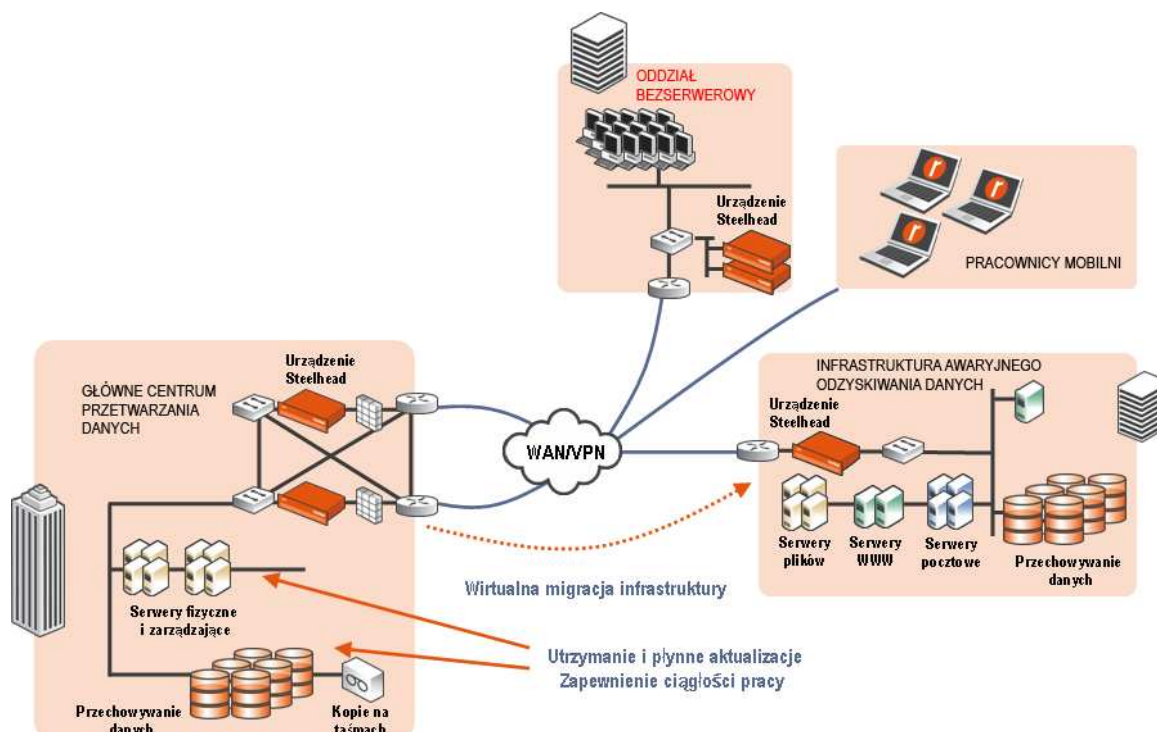 ODDZIAŁ
BEZSERWEROWY
Urządzenie
Steelhead
PRACOWNICY MOBILNI
GŁÓWNE CENTRUM
PRZETWARZANIA
DANYCH
Urządzenie
Steelhead
WAN/VPN
INFRASTRUKTURA AWARYJNEGO
ODZYSKIWANIA DANYCH
Urządzenie
Steelhead
Serwery
plików
Serwery
WWW
Serwery
pocztowe
Przechowywanie
danych
Wirtualna migracja infrastruktury
Serwery fizyczne
i zarządzające
Utrzymanie i płynne aktualizacje
Zapewnienie ciągłości pracy
Przechowywanie
danych
Kopie na
taśmach